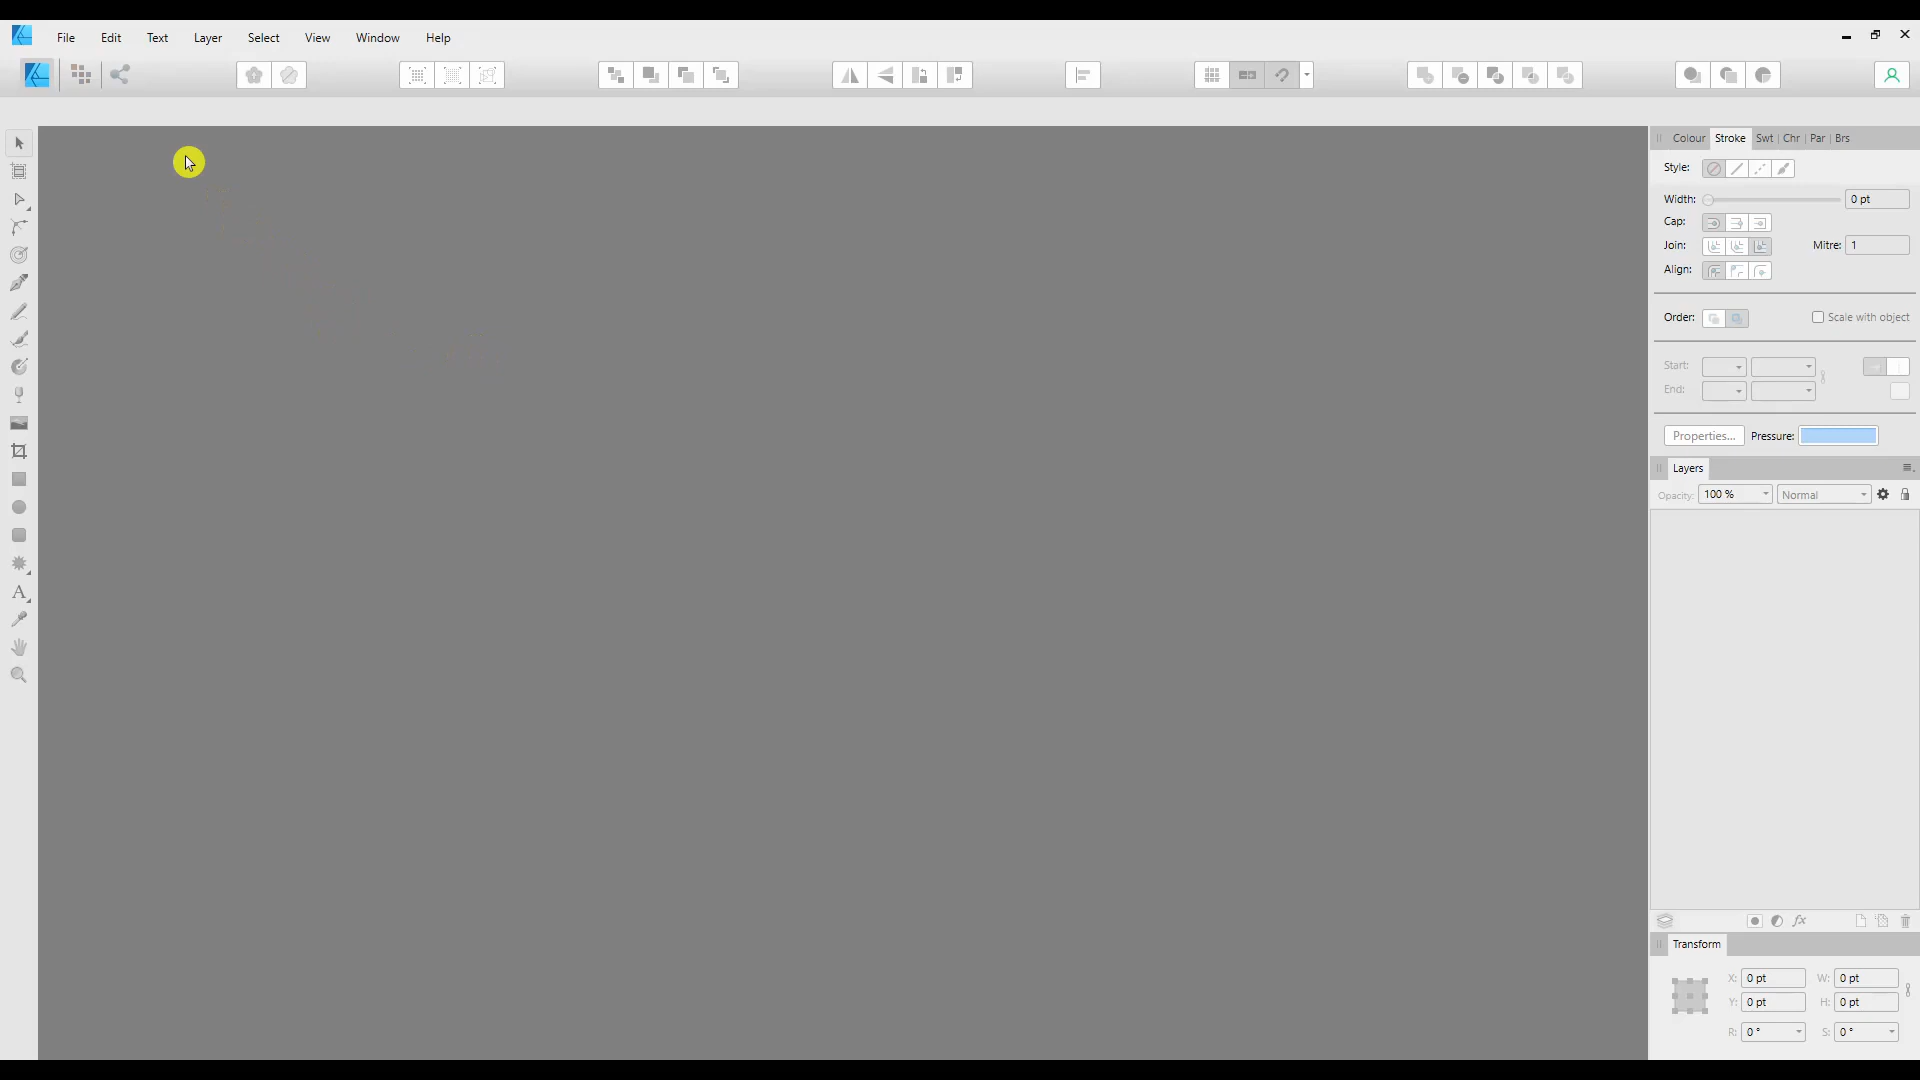 File Edit Text Layer Select View Window Help
Colour Stroke Swt Chr Par Brs
Style:
Width: 0 pt
Cap:
Join: Mitre: 1
Align:
Order: Scale with object
Start:
End:
Properties... Pressure:
Layers
Opacity: 100 % Normal
fx
Transform
X: 0 pt W: 0 pt
Y: 0 pt H: 0 pt
R: 0 ° S: 0 °